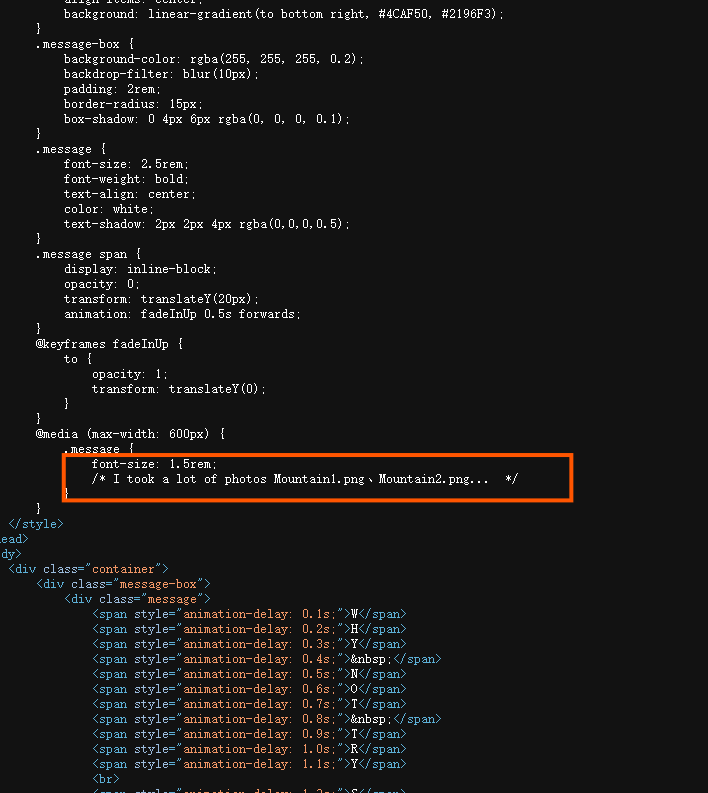 align-items: center;
background: linear-gradient(to bottom right, #4CAF50, #2196F3);
}
.message-box {
background-color: rgba(255, 255, 255, 0.2);
backdrop-filter: blur(10px);
padding: 2rem;
border-radius: 15px;
box-shadow: 0 4px 6px rgba(0, 0, 0, 0.1);
}
.message {
font-size: 2.5rem;
font-weight: bold;
text-align: center;
color: white;
text-shadow: 2px 2px 4px rgba(0,0,0,0.5);
}
.message span {
display: inline-block;
opacity: 0;
transform: translateY(20px);
animation: fadeInUp 0.5s forwards;
}
@keyframes fadeInUp {
to {
opacity: 1;
transform: translateY(0);
}
}
@media (max-width: 600px) {
.message {
font-size: 1.5rem;
/* I took a lot of photos Mountain1.png、Mountain2.png...  */
}
}
</style>
ead>
dy>
<div class="container">
<div class="message-box">
<div class="message">
<span style="animation-delay: 0.1s;">W</span>
<span style="animation-delay: 0.2s;">H</span>
<span style="animation-delay: 0.3s;">Y</span>
<span style="animation-delay: 0.4s;">&nbsp;</span>
<span style="animation-delay: 0.5s;">N</span>
<span style="animation-delay: 0.6s;">O</span>
<span style="animation-delay: 0.7s;">T</span>
<span style="animation-delay: 0.8s;">&nbsp;</span>
<span style="animation-delay: 0.9s;">T</span>
<span style="animation-delay: 1.0s;">R</span>
<span style="animation-delay: 1.1s;">Y</span>
<br>